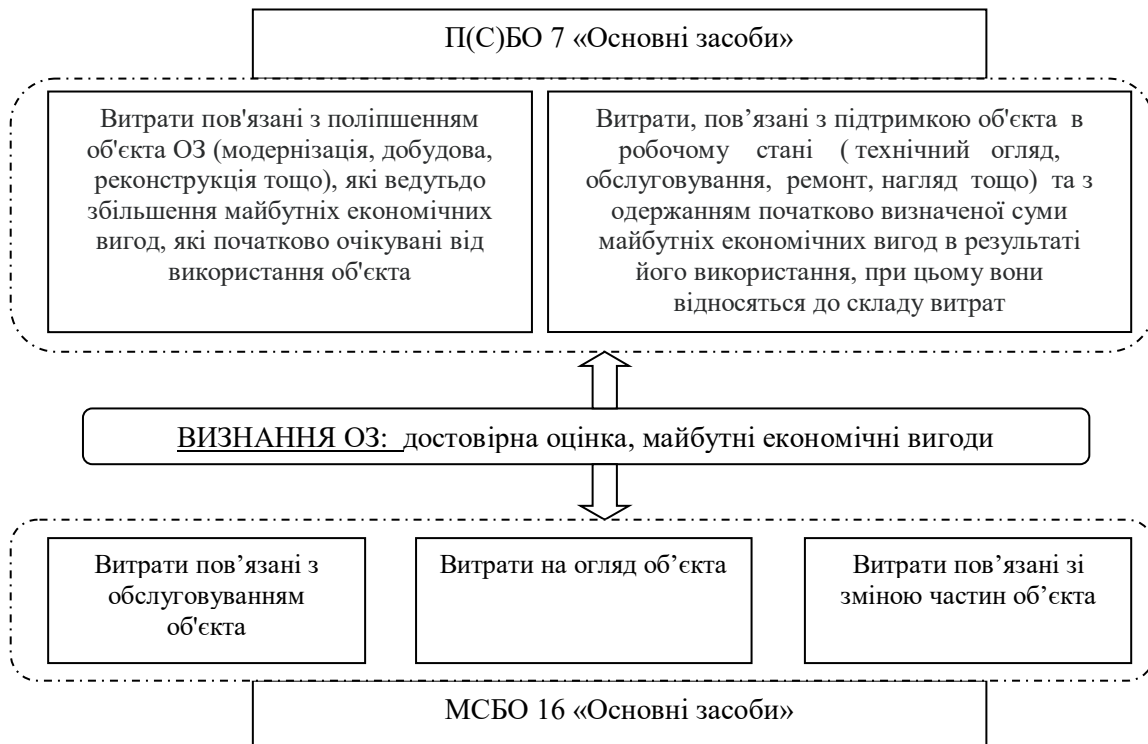 П(С)БО 7 «Основні засоби»
Витрати пов'язані з поліпшенням
об'єкта ОЗ (модернізація, добудова,
реконструкція тощо), які ведутьдо
збільшення майбутніх економічних
вигод, які початково очікувані від
використання об'єкта
Витрати, пов’язані з підтримкою об'єкта в
робочому стані ( технічний огляд,
обслуговування, ремонт, нагляд тощо) та з
одержанням початково визначеної суми
майбутніх економічних вигод в результаті
його використання, при цьому вони
відносяться до складу витрат
ВИЗНАННЯ ОЗ: достовірна оцінка, майбутні економічні вигоди
Витрати пов’язані з
обслуговуванням
об'єкта
Витрати на огляд об’єкта
Витрати пов’язані зі
зміною частин об’єкта
МСБО 16 «Основні засоби»